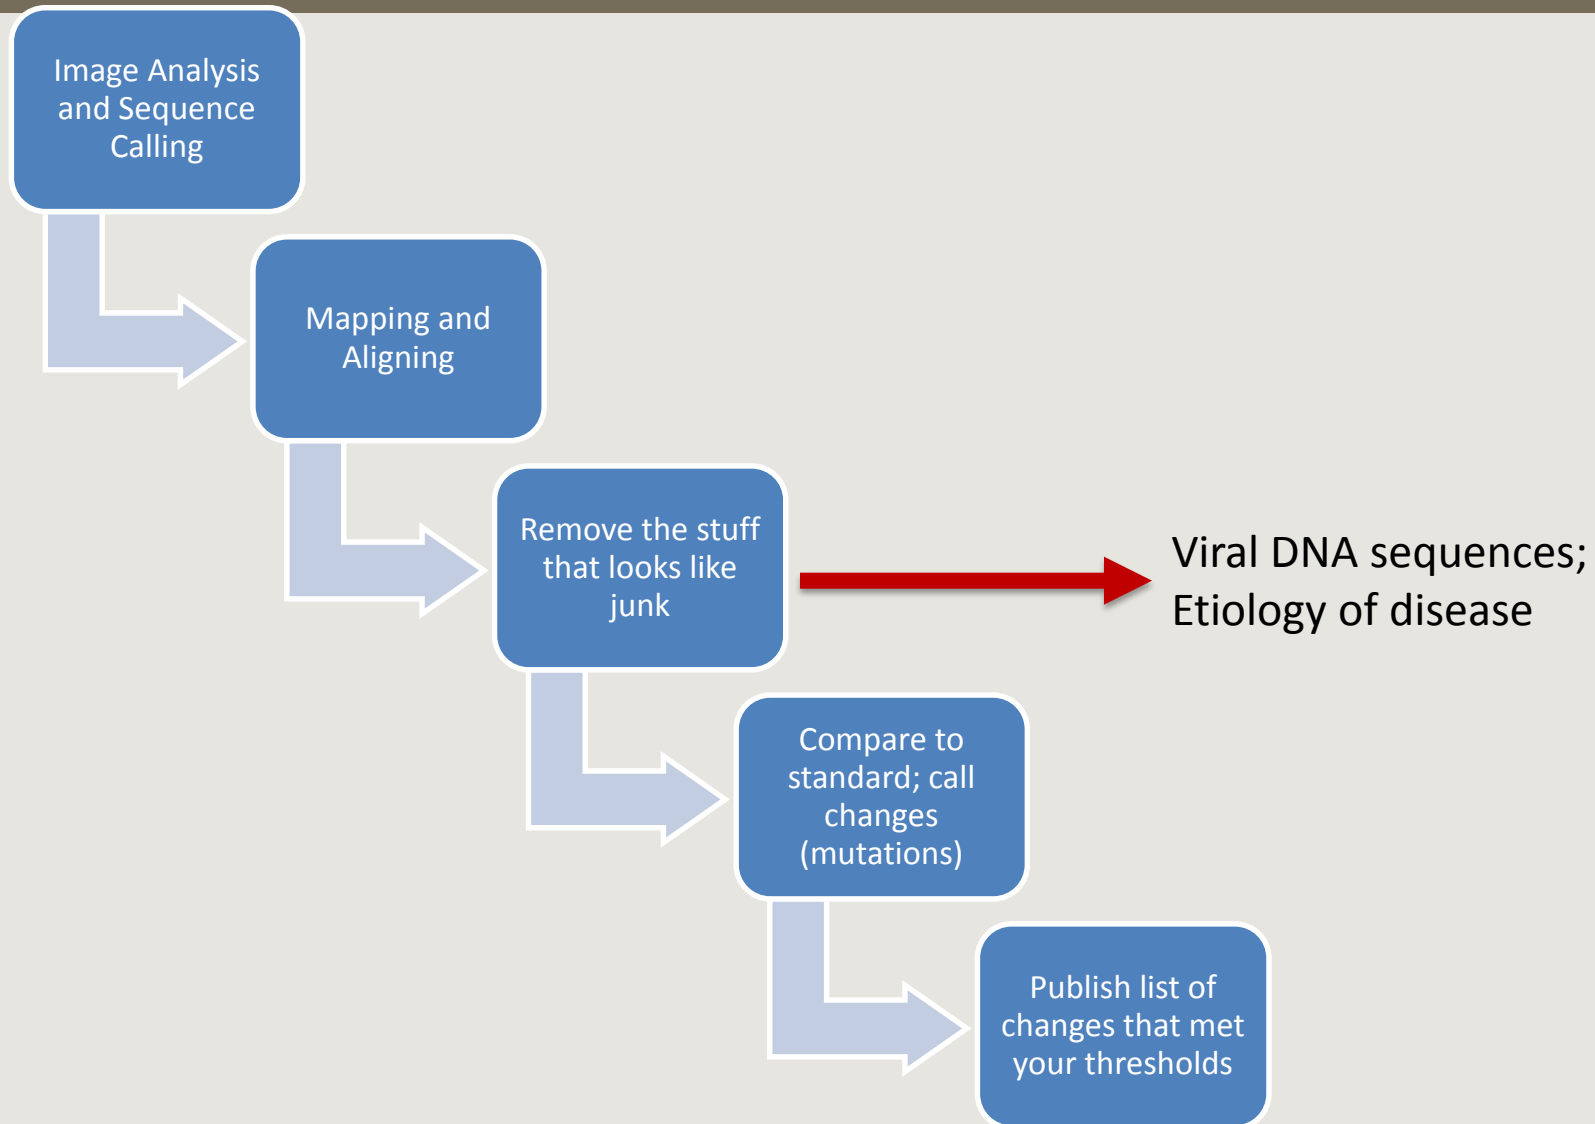 Image Analysis
and Sequence
Calling
Mapping and
Aligning
Remove the stuff
that looks like
junk
Viral DNA sequences;
Etiology of disease
Compare to
standard; call
changes
(mutations)
Publish list of
changes that met
your thresholds